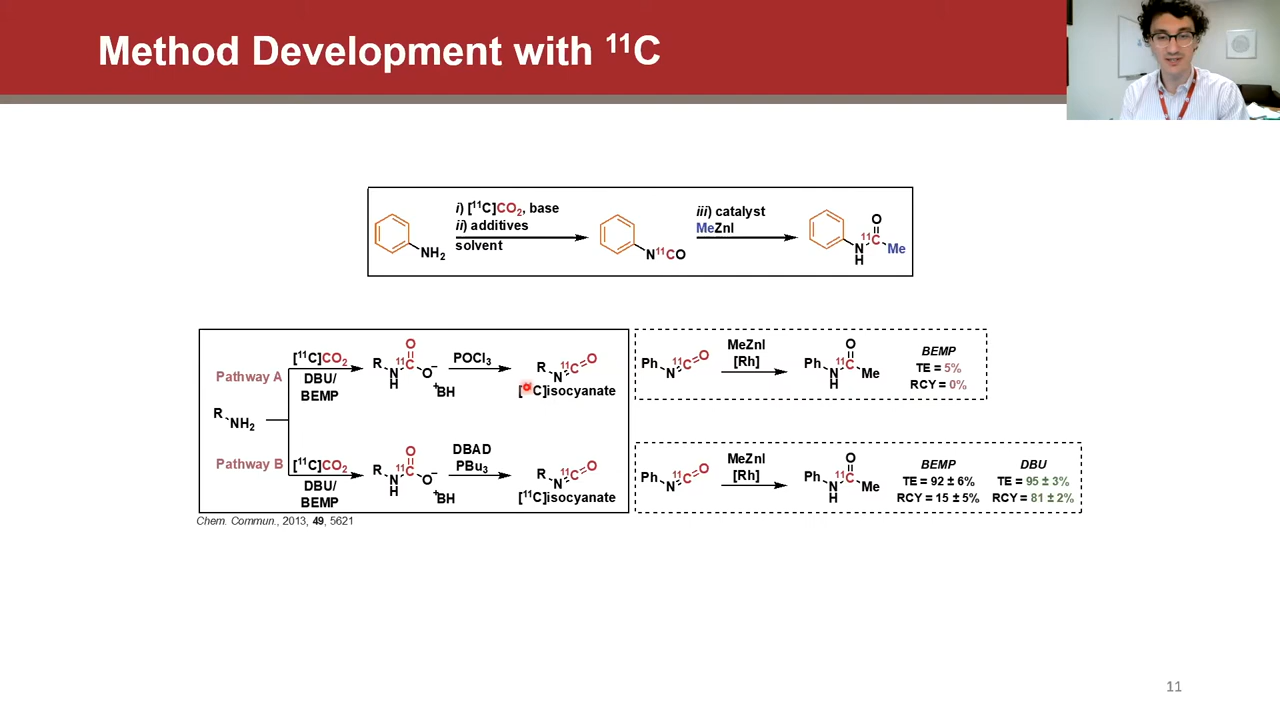 Method Development with ¹¹C
i) [¹¹C]CO₂, base
ii) additives
solvent
NH₂
N¹¹CO
iii) catalyst
MeZnI
O
¹¹C
N
H
Me
Pathway A
[¹¹C]CO₂
DBU/
BEMP
R
N
H
¹¹C
O
O⁻
⁺BH
POCl₃
R
N
¹¹C
O
[¹¹C]isocyanate
R
NH₂
Pathway B
[¹¹C]CO₂
DBU/
BEMP
R
N
H
¹¹C
O
O⁻
⁺BH
DBAD
PBu₃
R
N
¹¹C
O
[¹¹C]isocyanate
Chem. Commun., 2013, 49, 5621
Ph
N
¹¹C
O
MeZnI
[Rh]
Ph
N
H
¹¹C
O
Me
BEMP
TE = 5%
RCY = 0%
Ph
N
¹¹C
O
MeZnI
[Rh]
Ph
N
H
¹¹C
O
Me
BEMP
TE = 92 ± 6%
RCY = 15 ± 5%
DBU
TE = 95 ± 3%
RCY = 81 ± 2%
11